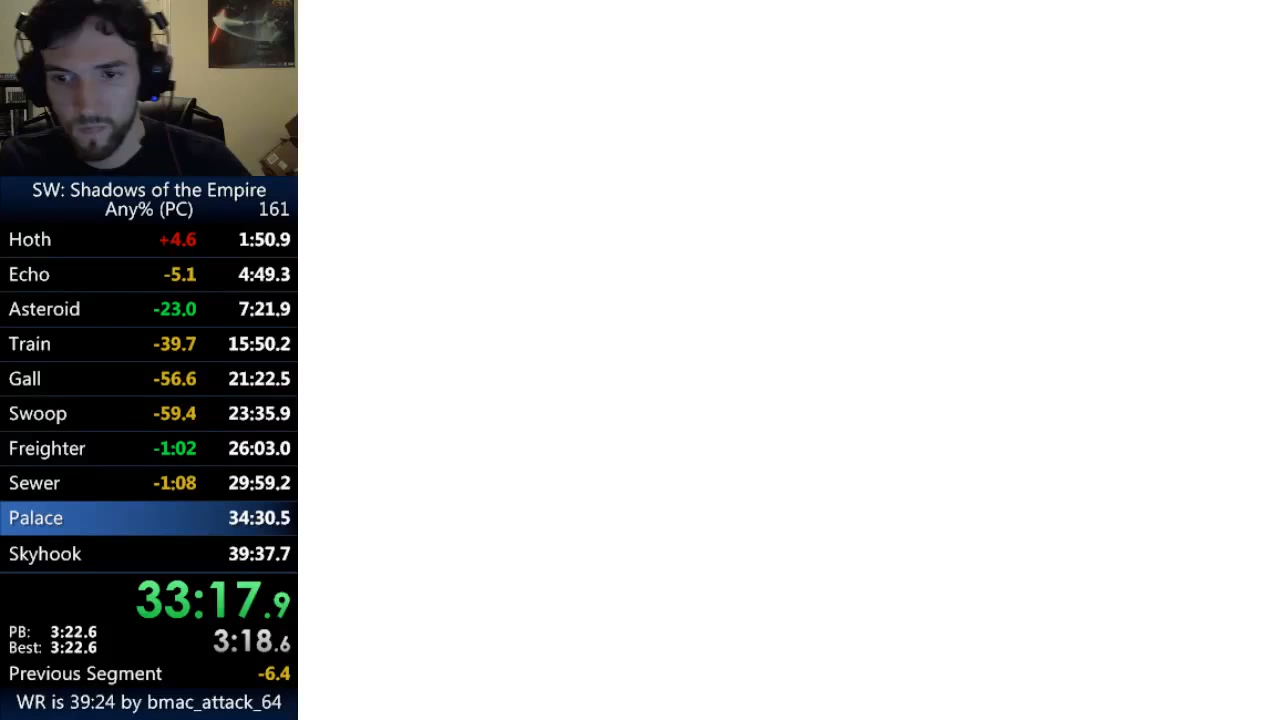 SW: Shadows of the Empire
Any% (PC) 161
Hoth +4.6 1:50.9
Echo -5.1 4:49.3
Asteroid -23.0 7:21.9
Train -39.7 15:50.2
Gall -56.6 21:22.5
Swoop -59.4 23:35.9
Freighter -1:02 26:03.0
Sewer -1:08 29:59.2
Palace 34:30.5
Skyhook 39:37.7
33:17.9
PB: 3:22.6
Best: 3:22.6
3:18.6
Previous Segment -6.4
WR is 39:24 by bmac_attack_64